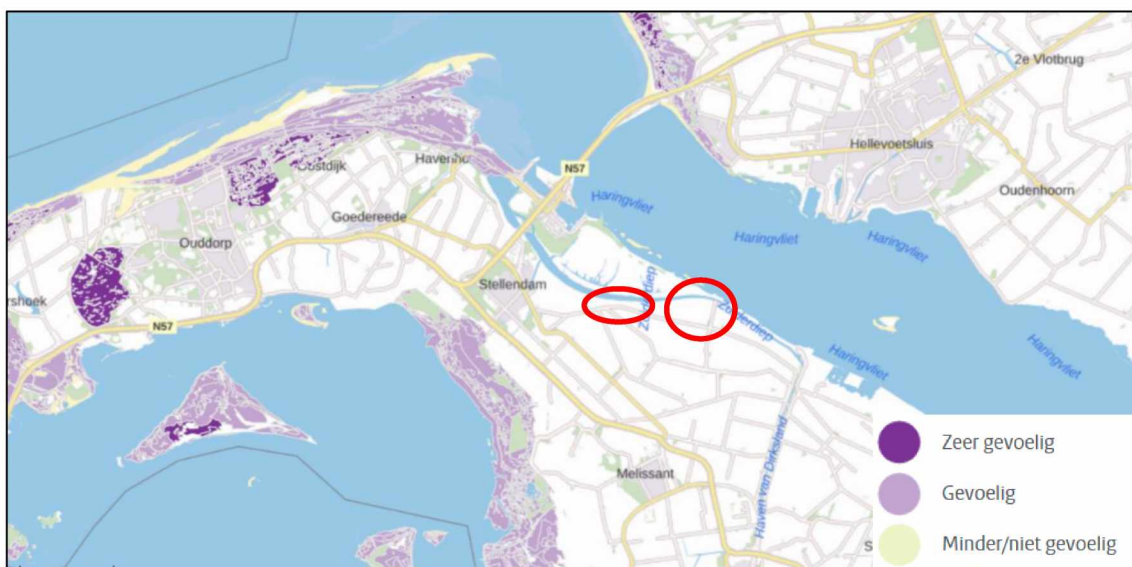 2e Vlotbrug
Hellevoetsluis
Oudenhoorn
Oostdijk
N57
Haringvliet
Goedereede
Ouddorp
Haringvliet
Haringvliet
Stellendam
Zuiderdiep
Zuiderdiep
N57
Haringvliet
Haringvliet
Melissant
Haven van Dirksland
Zeer gevoelig
Gevoelig
Minder/niet gevoelig